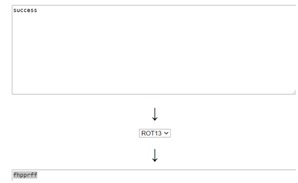 success
↓
ROT13
↓
fhpprff